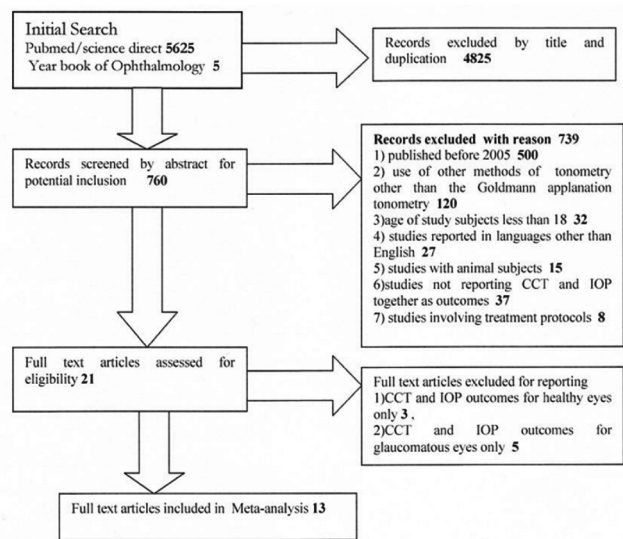 Initial Search
Pubmed/science direct 5625
Year book of Ophthalmology 5
Records excluded by title and
duplication 4825
Records screened by abstract for
potential inclusion 760
Records excluded with reason 739
1) published before 2005 500
2) use of other methods of tonometry
other than the Goldmann applanation
tonometry 120
3)age of study subjects less than 18 32
4) studies reported in languages other than
English 27
5) studies with animal subjects 15
6)studies not reporting CCT and IOP
together as outcomes 37
7) studies involving treatment protocols 8
Full text articles assessed for
eligibility 21
Full text articles excluded for reporting
1)CCT and IOP outcomes for healthy eyes
only 3 .
2)CCT and IOP outcomes for
glaucomatous eyes only 5
Full text articles included in Meta-analysis 13